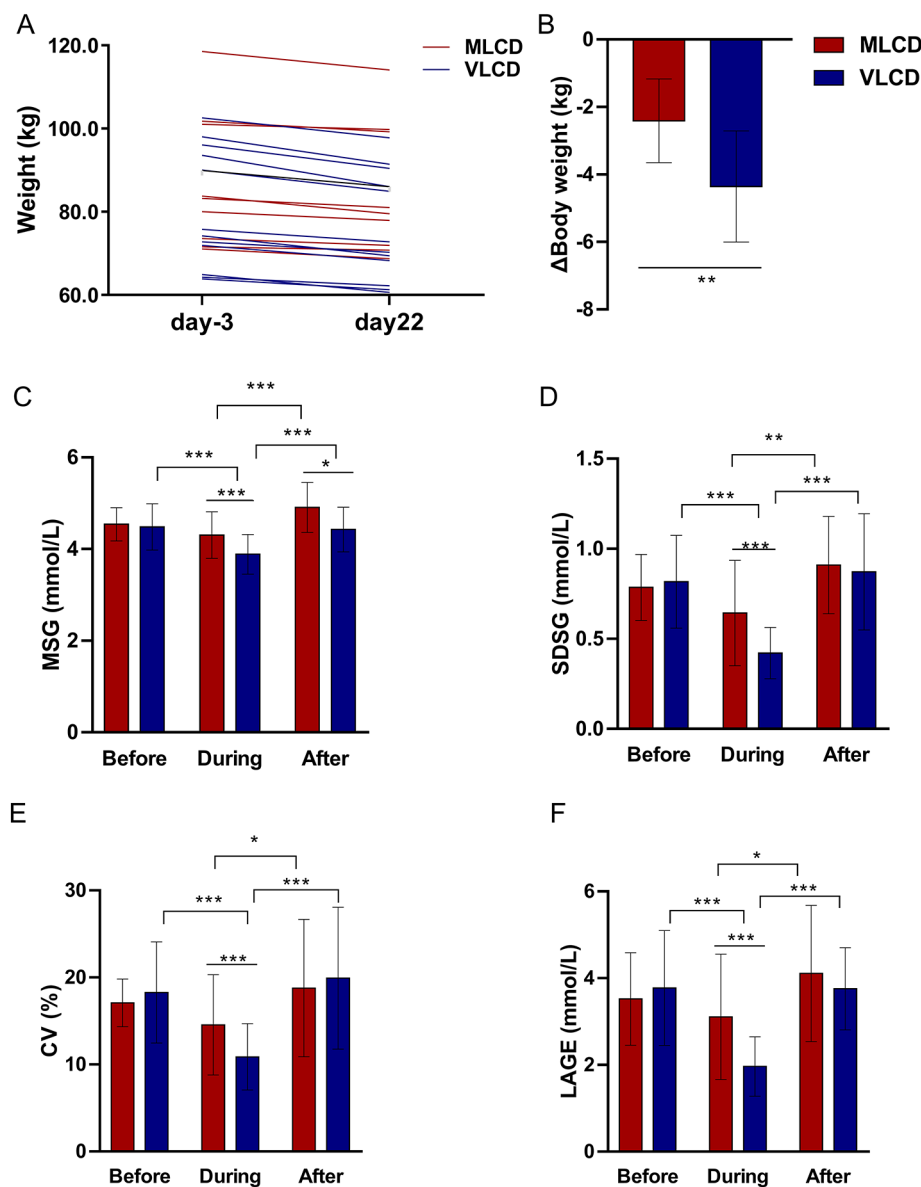 A
120.0
100.0
80.0
60.0
Weight (kg)
day-3
day22
MLCD
VLCD
B
0
-2
-4
-6
-8
ΔBody weight (kg)
**
MLCD
VLCD
C
***
***
***
***
*
6
4
2
0
MSG (mmol/L)
Before
During
After
D
**
***
***
***
1.5
1.0
0.5
0.0
SDSG (mmol/L)
Before
During
After
E
*
***
***
***
30
20
10
0
CV (%)
Before
During
After
F
*
***
***
***
6
4
2
0
LAGE (mmol/L)
Before
During
After